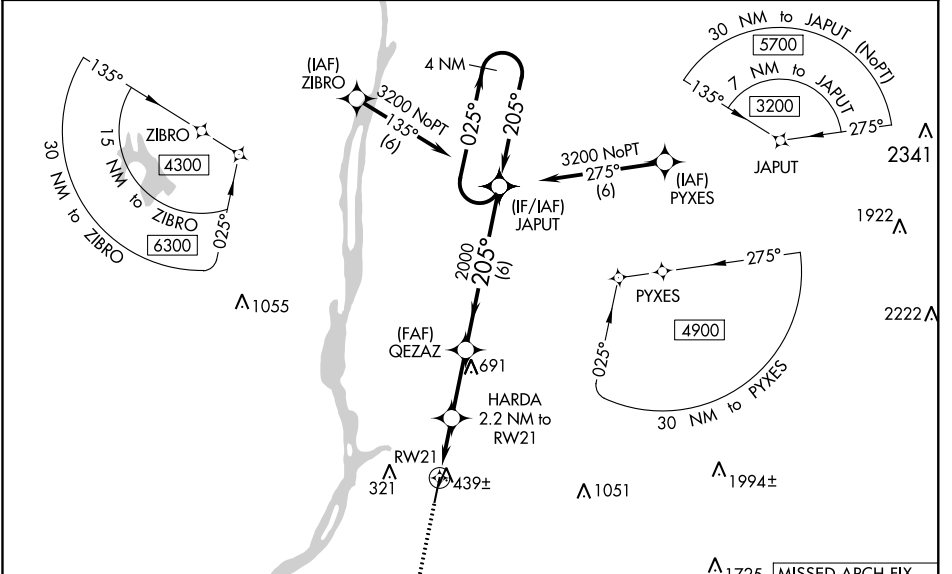 30 NM to JAPUT (NoPT)
5700
7 NM to JAPUT
3200
135°
275°
JAPUT
2341
1922
2222
135°
ZIBRO
4300
15 NM to ZIBRO
30 NM to ZIBRO
6300
025°
1055
(IAF)
ZIBRO
3200 NoPT
135°
(6)
4 NM
025°
205°
3200 NoPT
275°
(6)
(IAF)
PYXES
(IF/IAF)
JAPUT
2000
205°
(6)
275°
PYXES
4900
025°
30 NM to PYXES
(FAF)
QEZAZ
691
HARDA
2.2 NM to
RW21
RW21
321
439±
1051
1994±
1725
MISSED APCH FIX